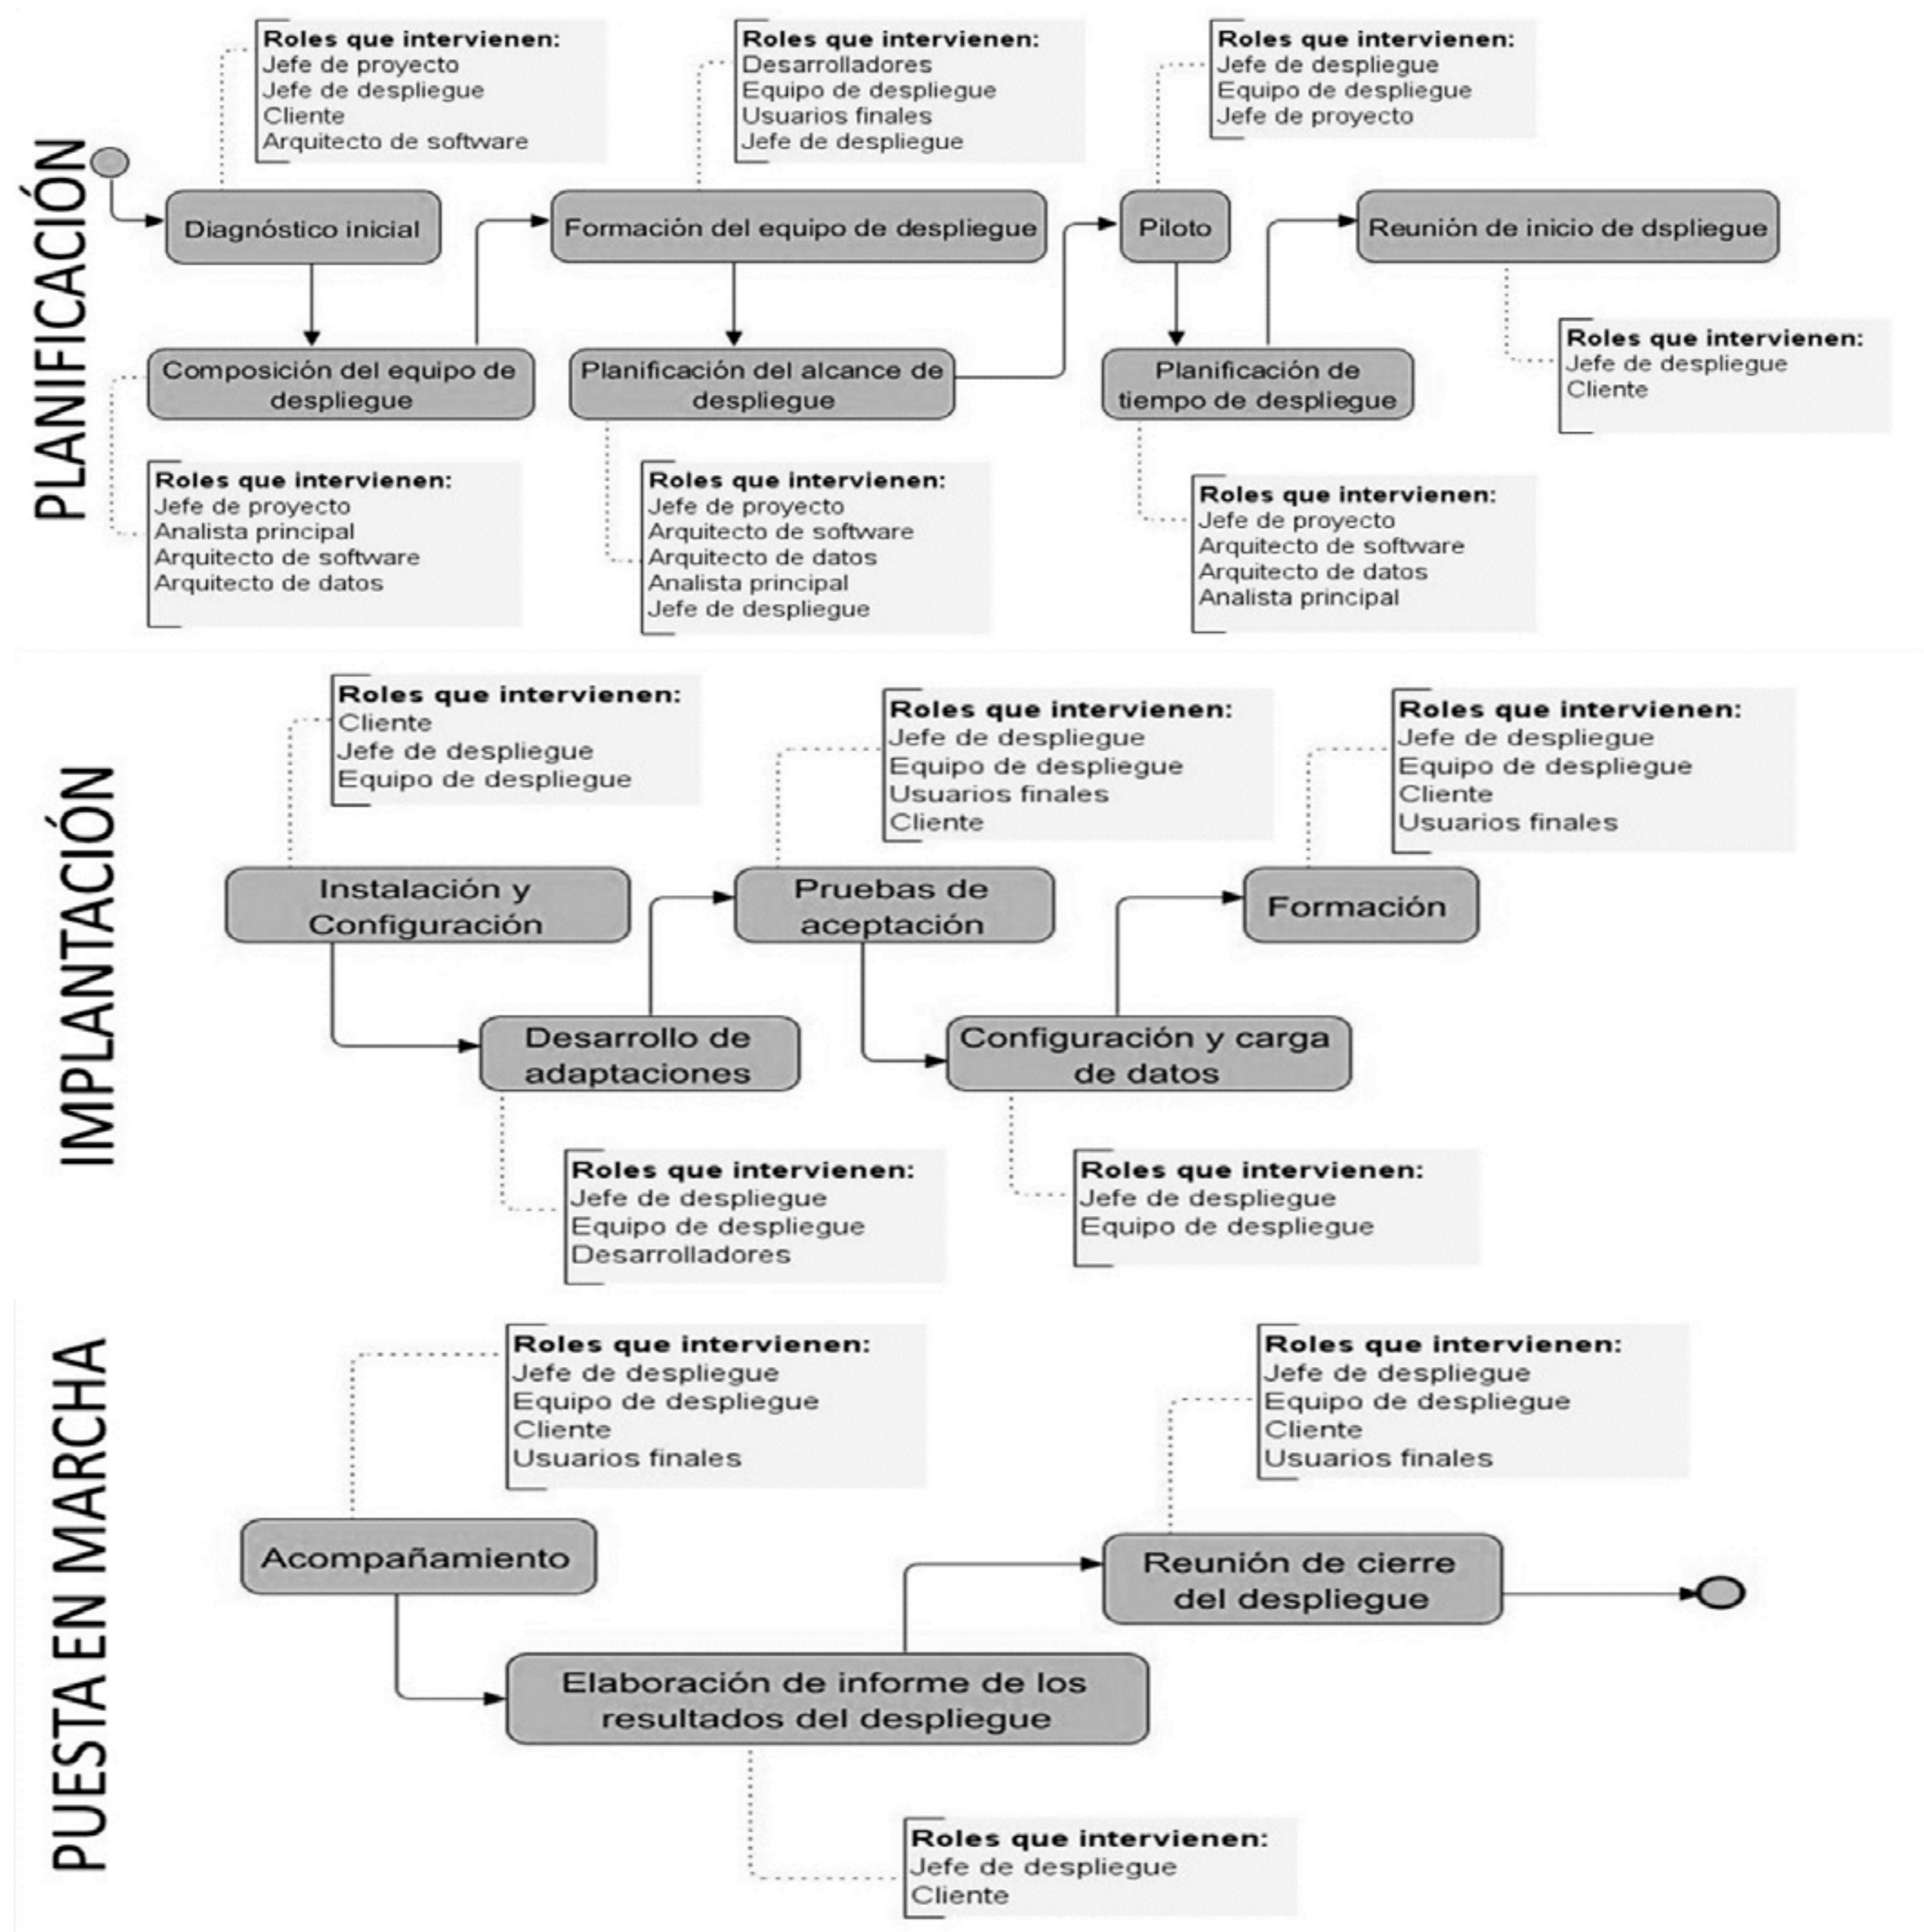 PLANIFICACIÓN
Roles que intervienen:
Jefe de proyecto
Jefe de despliegue
Cliente
Arquitecto de software
Roles que intervienen:
Desarrolladores
Equipo de despliegue
Usuarios finales
Jefe de despliegue
Roles que intervienen:
Jefe de despliegue
Equipo de despliegue
Jefe de proyecto
Diagnóstico inicial
Formación del equipo de despliegue
Piloto
Reunión de inicio de dspliegue
Roles que intervienen:
Jefe de despliegue
Cliente
Composición del equipo de
despliegue
Planificación del alcance de
despliegue
Planificación de
tiempo de despliegue
Roles que intervienen:
Jefe de proyecto
Analista principal
Arquitecto de software
Arquitecto de datos
Roles que intervienen:
Jefe de proyecto
Arquitecto de software
Arquitecto de datos
Analista principal
Jefe de despliegue
Roles que intervienen:
Jefe de proyecto
Arquitecto de software
Arquitecto de datos
Analista principal
IMPLANTACIÓN
Roles que intervienen:
Cliente
Jefe de despliegue
Equipo de despliegue
Roles que intervienen:
Jefe de despliegue
Equipo de despliegue
Usuarios finales
Cliente
Roles que intervienen:
Jefe de despliegue
Equipo de despliegue
Cliente
Usuarios finales
Instalación y
Configuración
Pruebas de
aceptación
Formación
Desarrollo de
adaptaciones
Configuración y carga
de datos
Roles que intervienen:
Jefe de despliegue
Equipo de despliegue
Desarrolladores
Roles que intervienen:
Jefe de despliegue
Equipo de despliegue
PUESTA EN MARCHA
Roles que intervienen:
Jefe de despliegue
Equipo de despliegue
Cliente
Usuarios finales
Roles que intervienen:
Jefe de despliegue
Equipo de despliegue
Cliente
Usuarios finales
Acompañamiento
Reunión de cierre
del despliegue
Elaboración de informe de los
resultados del despliegue
Roles que intervienen:
Jefe de despliegue
Cliente